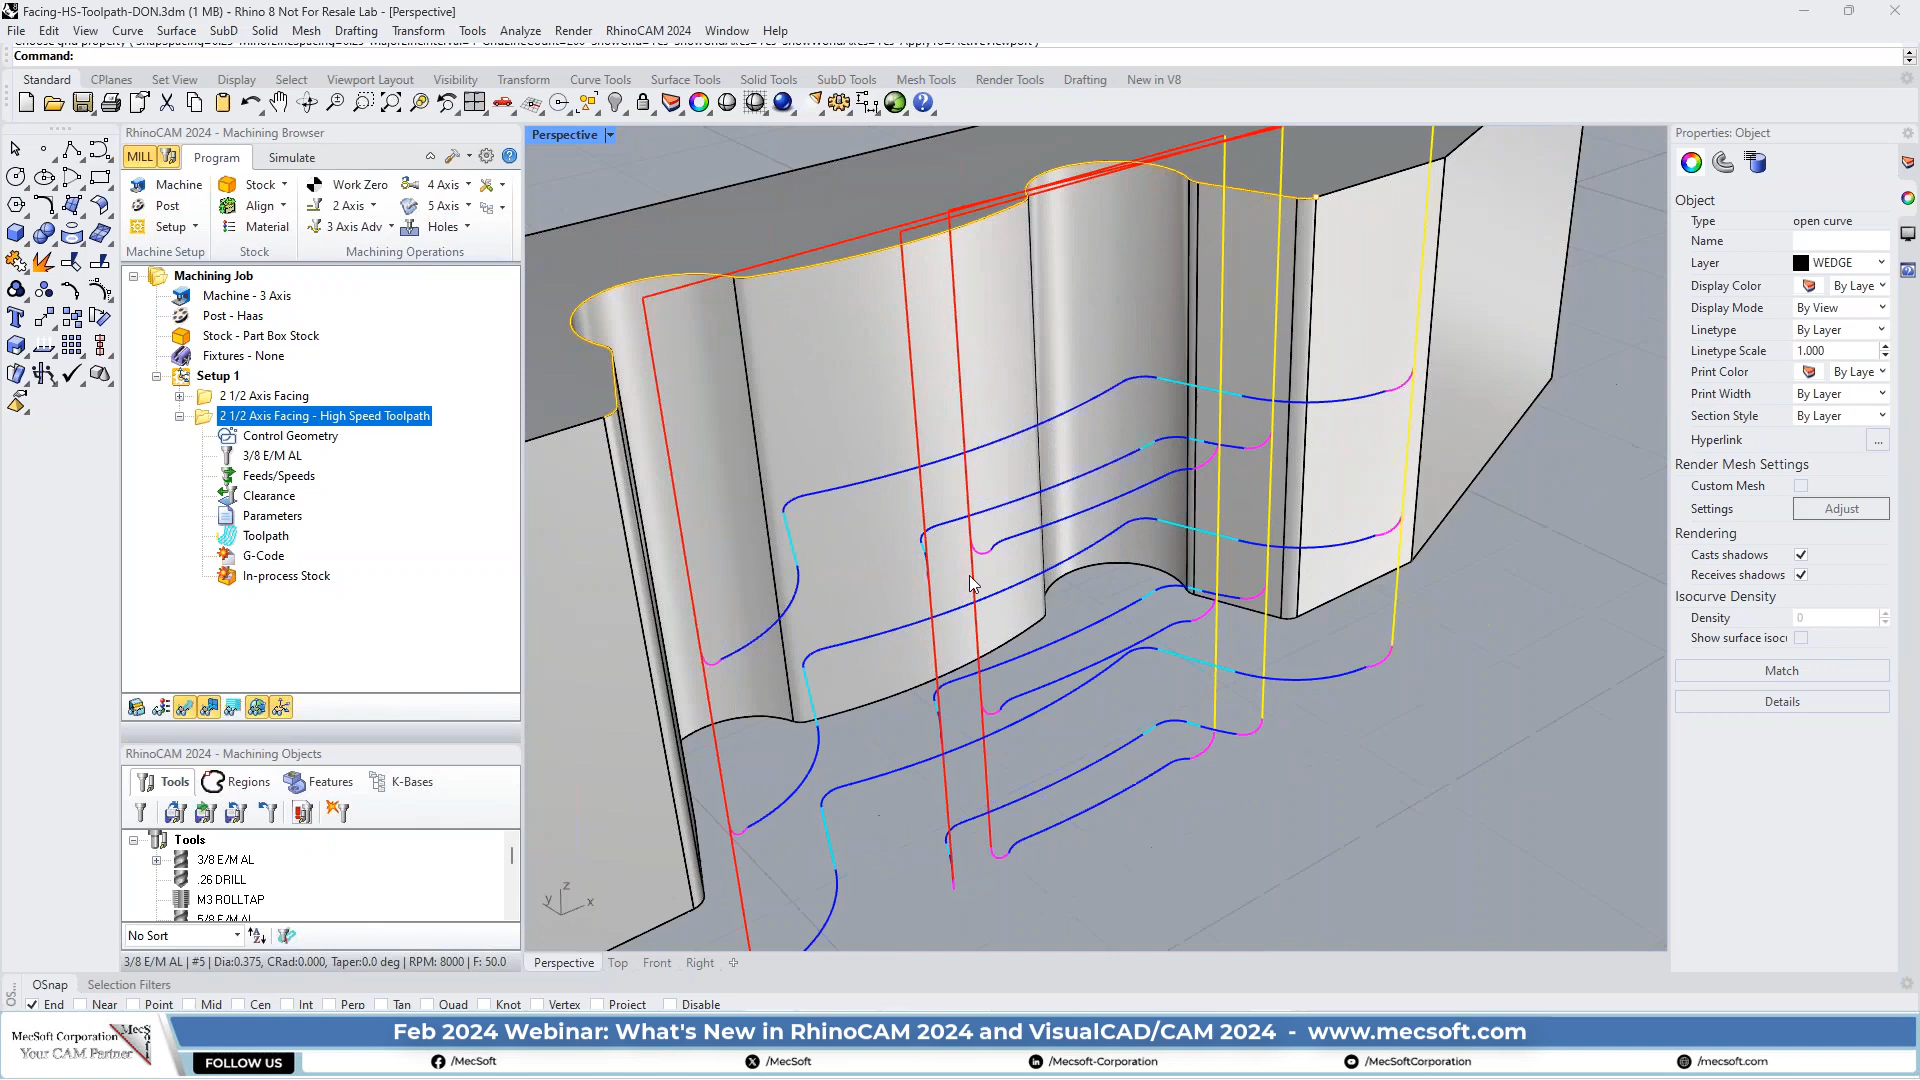 Facing-HS-Toolpath-DON.3dm (1 MB) - Rhino 8 Not For Resale Lab - [Perspective]
File Edit View Curve Surface SubD Solid Mesh Drafting Transform Tools Analyze Render RhinoCAM 2024 Window Help
Command:
Standard CPlanes Set View Display Select Viewport Layout Visibility Transform Curve Tools Surface Tools Solid Tools SubD Tools Mesh Tools Render Tools Drafting New in V8
RhinoCAM 2024 - Machining Browser
MILL Program Simulate
Machine Stock Work Zero 4 Axis
Post Align 2 Axis 5 Axis
Setup Material 3 Axis Adv Holes
Machine Setup Stock Machining Operations
Machining Job
Machine - 3 Axis
Post - Haas
Stock - Part Box Stock
Fixtures - None
Setup 1
2 1/2 Axis Facing
2 1/2 Axis Facing - High Speed Toolpath
Control Geometry
3/8 E/M AL
Feeds/Speeds
Clearance
Parameters
Toolpath
G-Code
In-process Stock
RhinoCAM 2024 - Machining Objects
Tools Regions Features K-Bases
Tools
3/8 E/M AL
.26 DRILL
M3 ROLLTAP
5/8 E/M AL
No Sort
3/8 E/M AL | #5 | Dia:0.375, CRad:0.000, Taper:0.0 deg | RPM: 8000 | F: 50.0
Perspective
z
y x
Perspective Top Front Right
Properties: Object
Object
Type open curve
Name
Layer WEDGE
Display Color By Laye
Display Mode By View
Linetype By Layer
Linetype Scale 1.000
Print Color By Laye
Print Width By Layer
Section Style By Layer
Hyperlink ...
Render Mesh Settings
Custom Mesh
Settings Adjust
Rendering
Casts shadows
Receives shadows
Isocurve Density
Density 0
Show surface isoc
Match
Details
OSnap Selection Filters
End Near Point Mid Cen Int Perp Tan Quad Knot Vertex Project Disable
MecSoft Corporation MecS
Your CAM Partner
Feb 2024 Webinar: What's New in RhinoCAM 2024 and VisualCAD/CAM 2024 - www.mecsoft.com
FOLLOW US /MecSoft /MecSoft /Mecsoft-Corporation /MecSoftCorporation /mecsoft.com